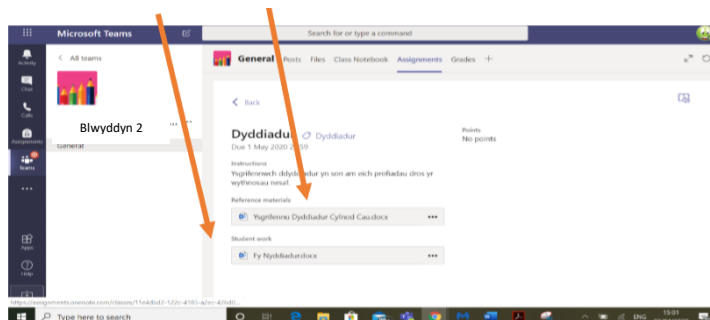 Microsoft Teams
Search for or type a command
Activity
Chat
Calls
Assignments
Teams
Apps
Help
All teams
Blwyddyn 2
General
General Posts Files Class Notebook Assignments Grades
Back
Dyddiadur Dyddiadur
Due 1 May 2020
Points
No points
Instructions
Ysgrifennwch ddyddiadur yn son am eich profiadau dros yr
wythnosau nesaf.
Reference materials
Ysgrifennu Dyddiadur Cyfnod Cau.docx
Student work
Fy Nyddiadur.docx
Type here to search
ENG
15:01